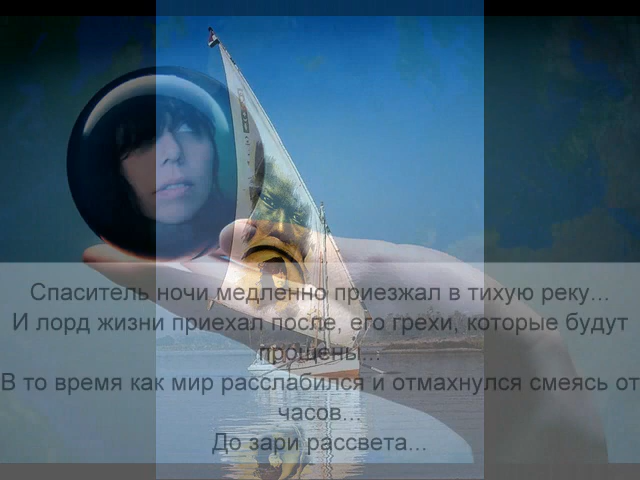 Спаситель ночи медленно приезжал в тихую реку...
И лорд жизни приехал после, его грехи, которые будут
прощены...
В то время как мир расслабился и отмахнулся смеясь от
часов...
До зари рассвета...